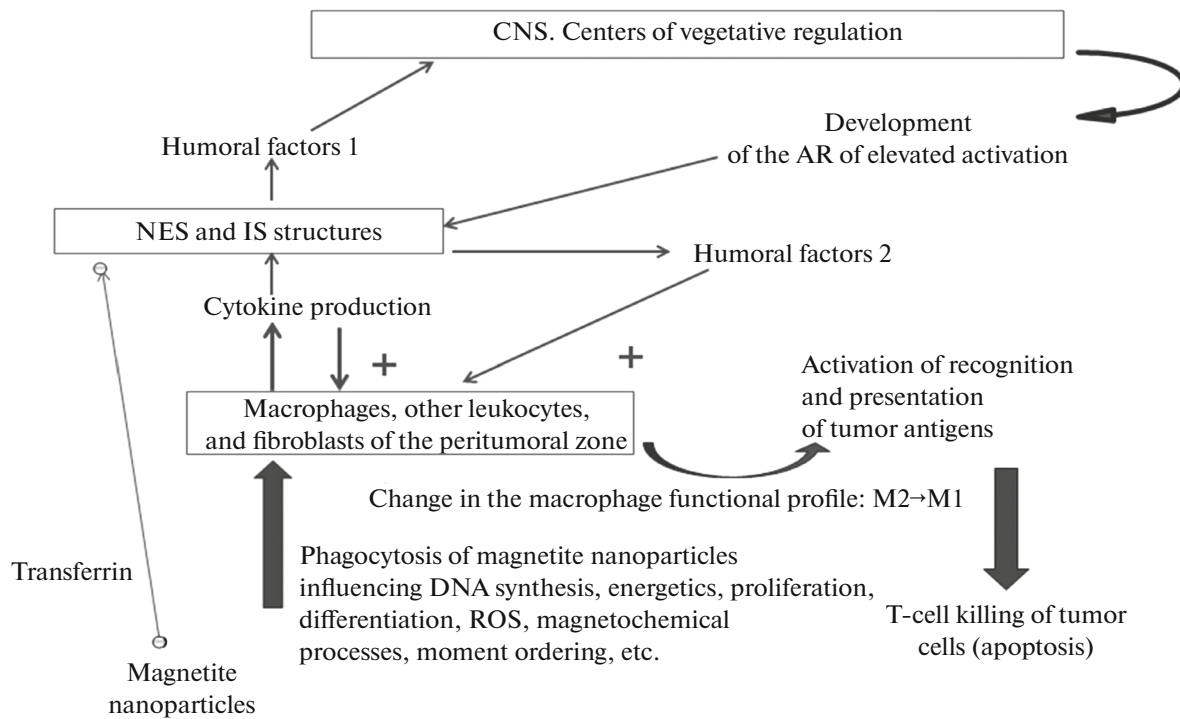 CNS. Centers of vegetative regulation
Development
of the AR of elevated activation
Humoral factors 1
NES and IS structures
Humoral factors 2
Cytokine production
+
+
Activation of recognition
and presentation
of tumor antigens
Macrophages, other leukocytes,
and fibroblasts of the peritumoral zone
Change in the macrophage functional profile: M2→M1
Phagocytosis of magnetite nanoparticles
influencing DNA synthesis, energetics, proliferation,
differentiation, ROS, magnetochemical
processes, moment ordering, etc.
Transferrin
T-cell killing of tumor
cells (apoptosis)
Magnetite
nanoparticles